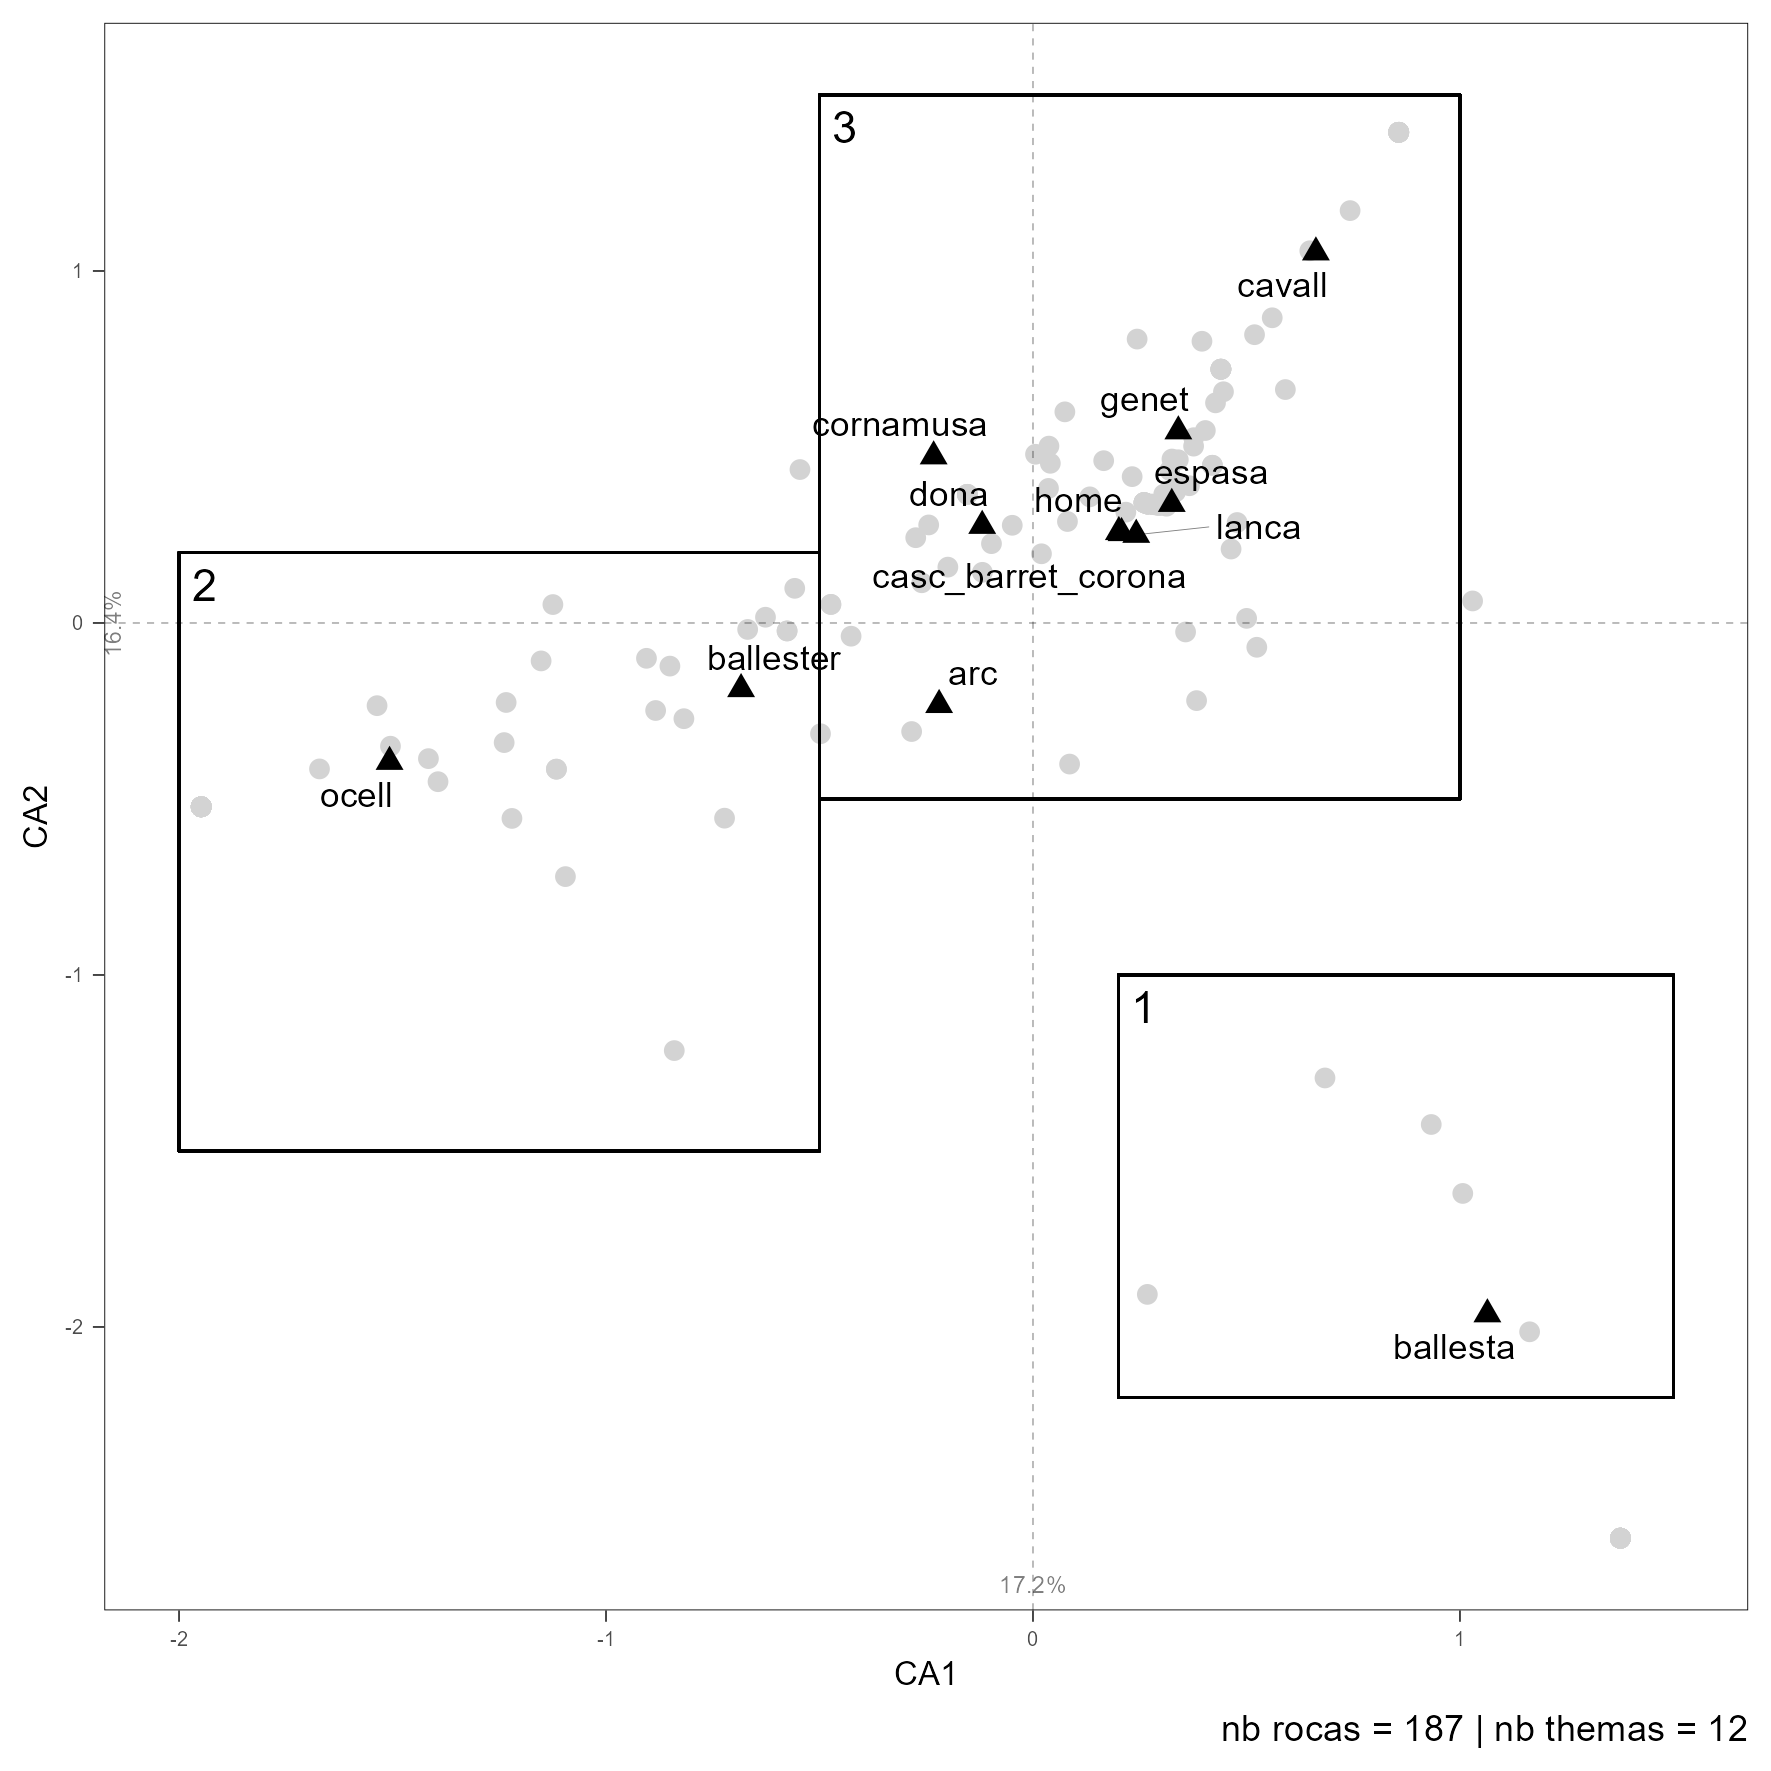 3
cavall
genet
cornamusa
espasa
dona
home
lanca
casc_barret_corona
2
ballester
arc
ocell
1
ballesta
1
0
-1
-2
16.4%
CA2
17.2%
-2
-1
0
1
CA1
nb rocas = 187 | nb themas = 12